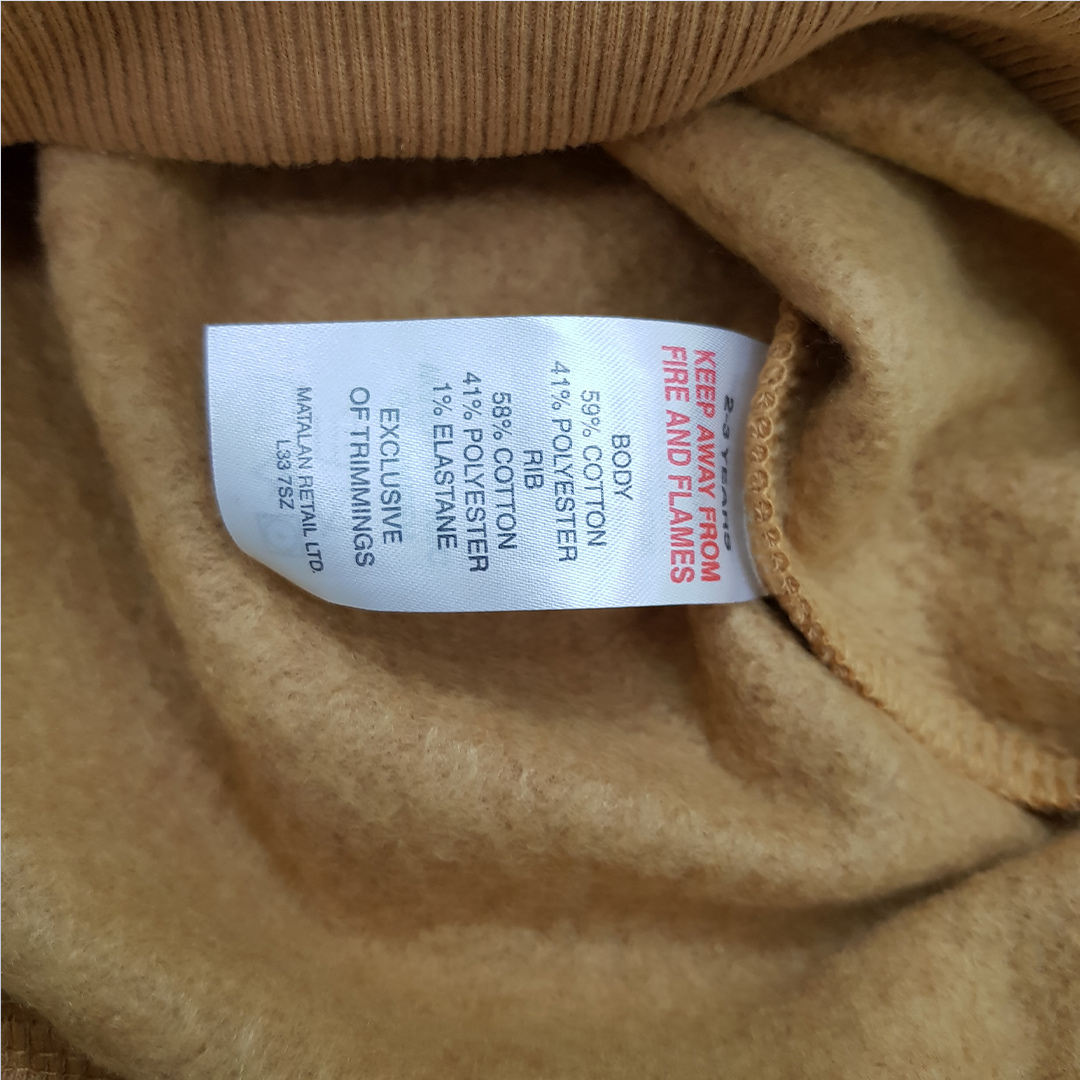 2-3 YEARS
KEEP AWAY FROM
FIRE AND FLAMES
BODY
59% COTTON
41% POLYESTER
RIB
58% COTTON
41% POLYESTER
1% ELASTANE
EXCLUSIVE
OF TRIMMINGS
MATALAN RETAIL LTD.
L33 7SZ